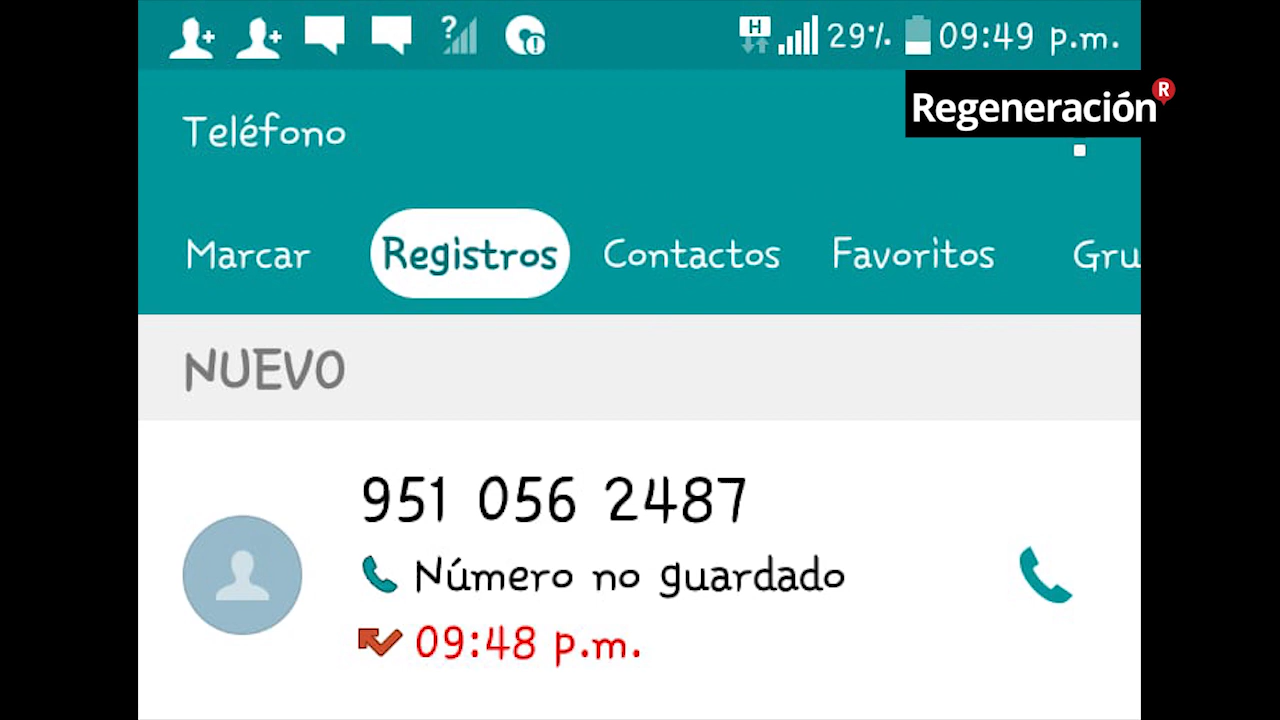 ? ! H 29% 09:49 p.m.
Regeneración R
Teléfono
Marcar Registros Contactos Favoritos Gru
NUEVO
951 056 2487
Número no guardado
09:48 p.m.